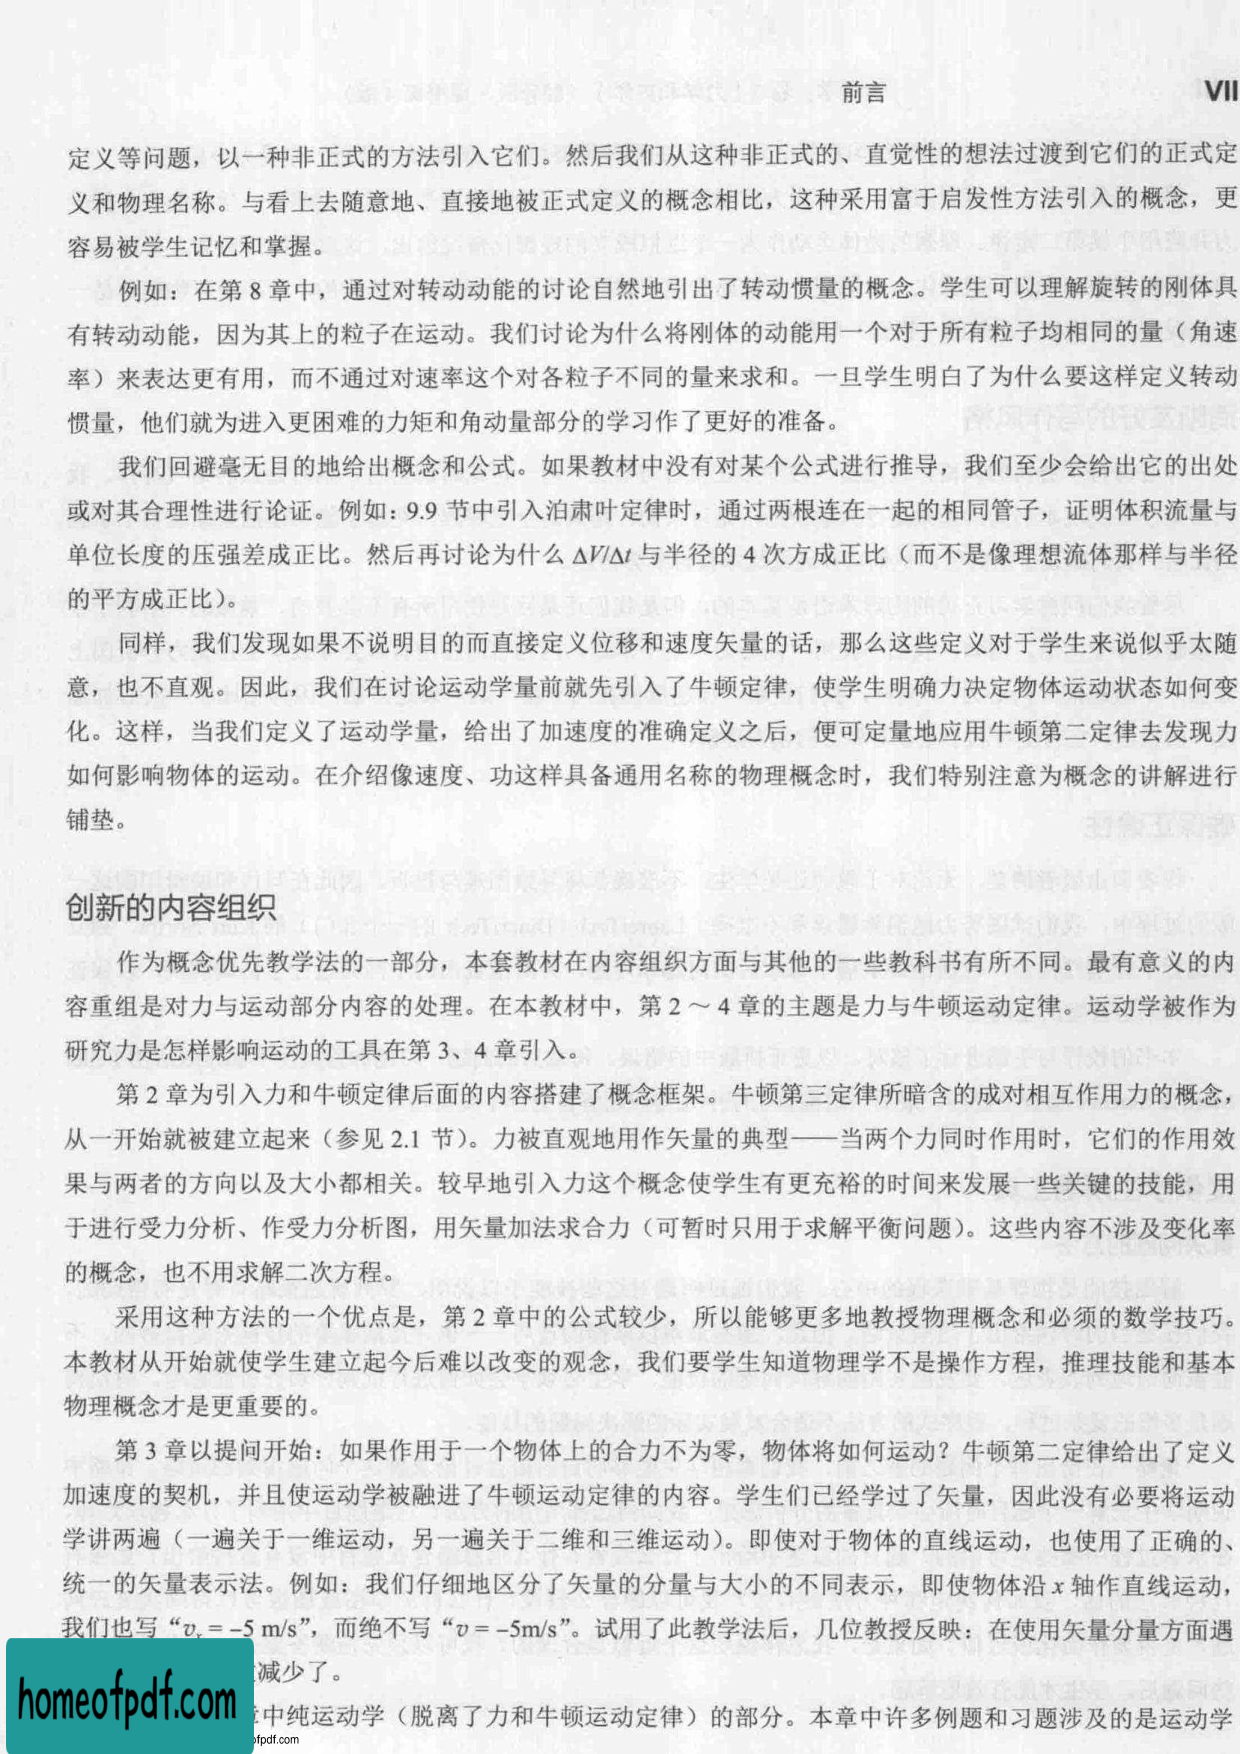 前言
VII
定义等问题，以一种非正式的方法引入它们。然后我们从这种非正式的、直觉性的想法过渡到它们的正式定
义和物理名称。与看上去随意地、直接地被正式定义的概念相比，这种采用富于启发性方法引入的概念，更
容易被学生记忆和掌握。
例如：在第 8 章中，通过对转动动能的讨论自然地引出了转动惯量的概念。学生可以理解旋转的刚体具
有转动动能，因为其上的粒子在运动。我们讨论为什么将刚体的动能用一个对于所有粒子均相同的量（角速
率）来表达更有用，而不通过对速率这个对各粒子不同的量来求和。一旦学生明白了为什么要这样定义转动
惯量，他们就为进入更困难的力矩和角动量部分的学习作了更好的准备。
我们回避毫无目的地给出概念和公式。如果教材中没有对某个公式进行推导，我们至少会给出它的出处
或对其合理性进行论证。例如：9.9 节中引入泊肃叶定律时，通过两根连在一起的相同管子，证明体积流量与
单位长度的压强差成正比。然后再讨论为什么 ΔV/Δt 与半径的 4 次方成正比（而不是像理想流体那样与半径
的平方成正比）。
同样，我们发现如果不说明目的而直接定义位移和速度矢量的话，那么这些定义对于学生来说似乎太随
意，也不直观。因此，我们在讨论运动学量前就先引入了牛顿定律，使学生明确力决定物体运动状态如何变
化。这样，当我们定义了运动学量，给出了加速度的准确定义之后，便可定量地应用牛顿第二定律去发现力
如何影响物体的运动。在介绍像速度、功这样具备通用名称的物理概念时，我们特别注意为概念的讲解进行
铺垫。
创新的内容组织
作为概念优先教学法的一部分，本套教材在内容组织方面与其他的一些教科书有所不同。最有意义的内
容重组是对力与运动部分内容的处理。在本教材中，第 2 ～ 4 章的主题是力与牛顿运动定律。运动学被作为
研究力是怎样影响运动的工具在第 3、4 章引入。
第 2 章为引入力和牛顿定律后面的内容搭建了概念框架。牛顿第三定律所暗含的成对相互作用力的概念，
从一开始就被建立起来（参见 2.1 节）。力被直观地用作矢量的典型——当两个力同时作用时，它们的作用效
果与两者的方向以及大小都相关。较早地引入力这个概念使学生有更充裕的时间来发展一些关键的技能，用
于进行受力分析、作受力分析图，用矢量加法求合力（可暂时只用于求解平衡问题）。这些内容不涉及变化率
的概念，也不用求解二次方程。
采用这种方法的一个优点是，第 2 章中的公式较少，所以能够更多地教授物理概念和必须的数学技巧。
本教材从开始就使学生建立起今后难以改变的观念，我们要学生知道物理学不是操作方程，推理技能和基本
物理概念才是更重要的。
第 3 章以提问开始：如果作用于一个物体上的合力不为零，物体将如何运动？牛顿第二定律给出了定义
加速度的契机，并且使运动学被融进了牛顿运动定律的内容。学生们已经学过了矢量，因此没有必要将运动
学讲两遍（一遍关于一维运动，另一遍关于二维和三维运动）。即使对于物体的直线运动，也使用了正确的、
统一的矢量表示法。例如：我们仔细地区分了矢量的分量与大小的不同表示，即使物体沿 x 轴作直线运动，
我们也写“vₓ = –5 m/s”，而绝不写“v = –5m/s”。试用了此教学法后，几位教授反映：在使用矢量分量方面遇
减少了。
章中纯运动学（脱离了力和牛顿运动定律）的部分。本章中许多例题和习题涉及的是运动学
homeofpdf.com
ofpdf.com